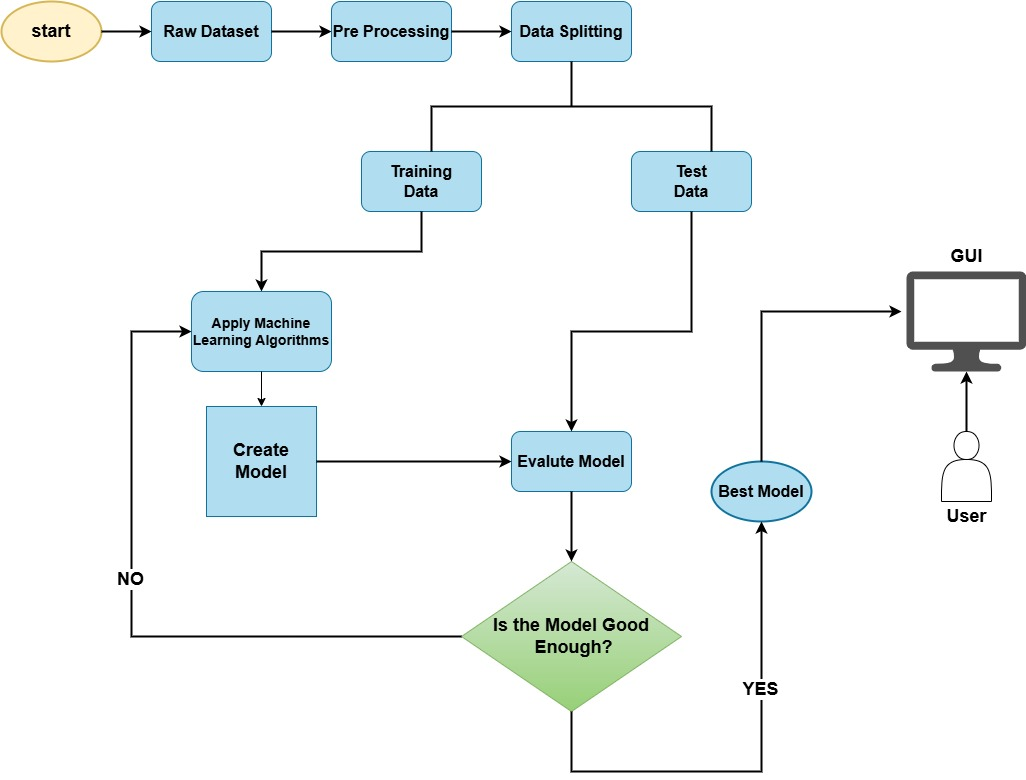 start
Raw Dataset
Pre Processing
Data Splitting
Training
Data
Test
Data
GUI
Apply Machine
Learning Algorithms
Create
Model
Evalute Model
Best Model
User
NO
Is the Model Good
Enough?
YES